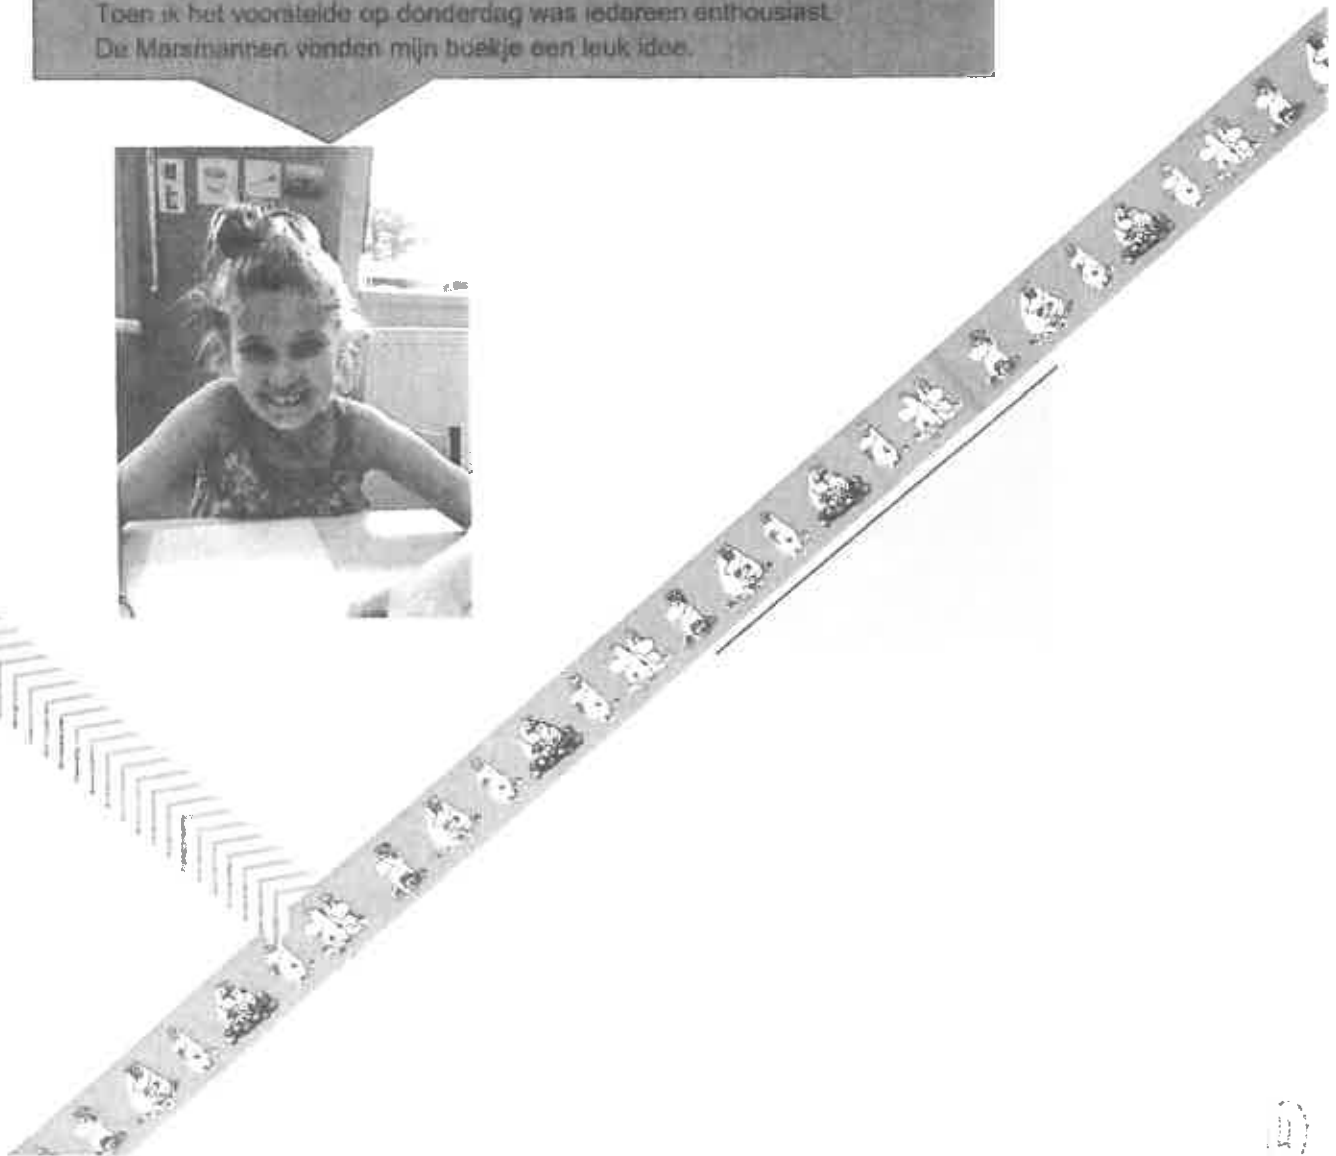 Toen ik het voorstelde op donderdag was iedereen enthousiast.
De Marsmannen vonden mijn boekje een leuk idee.